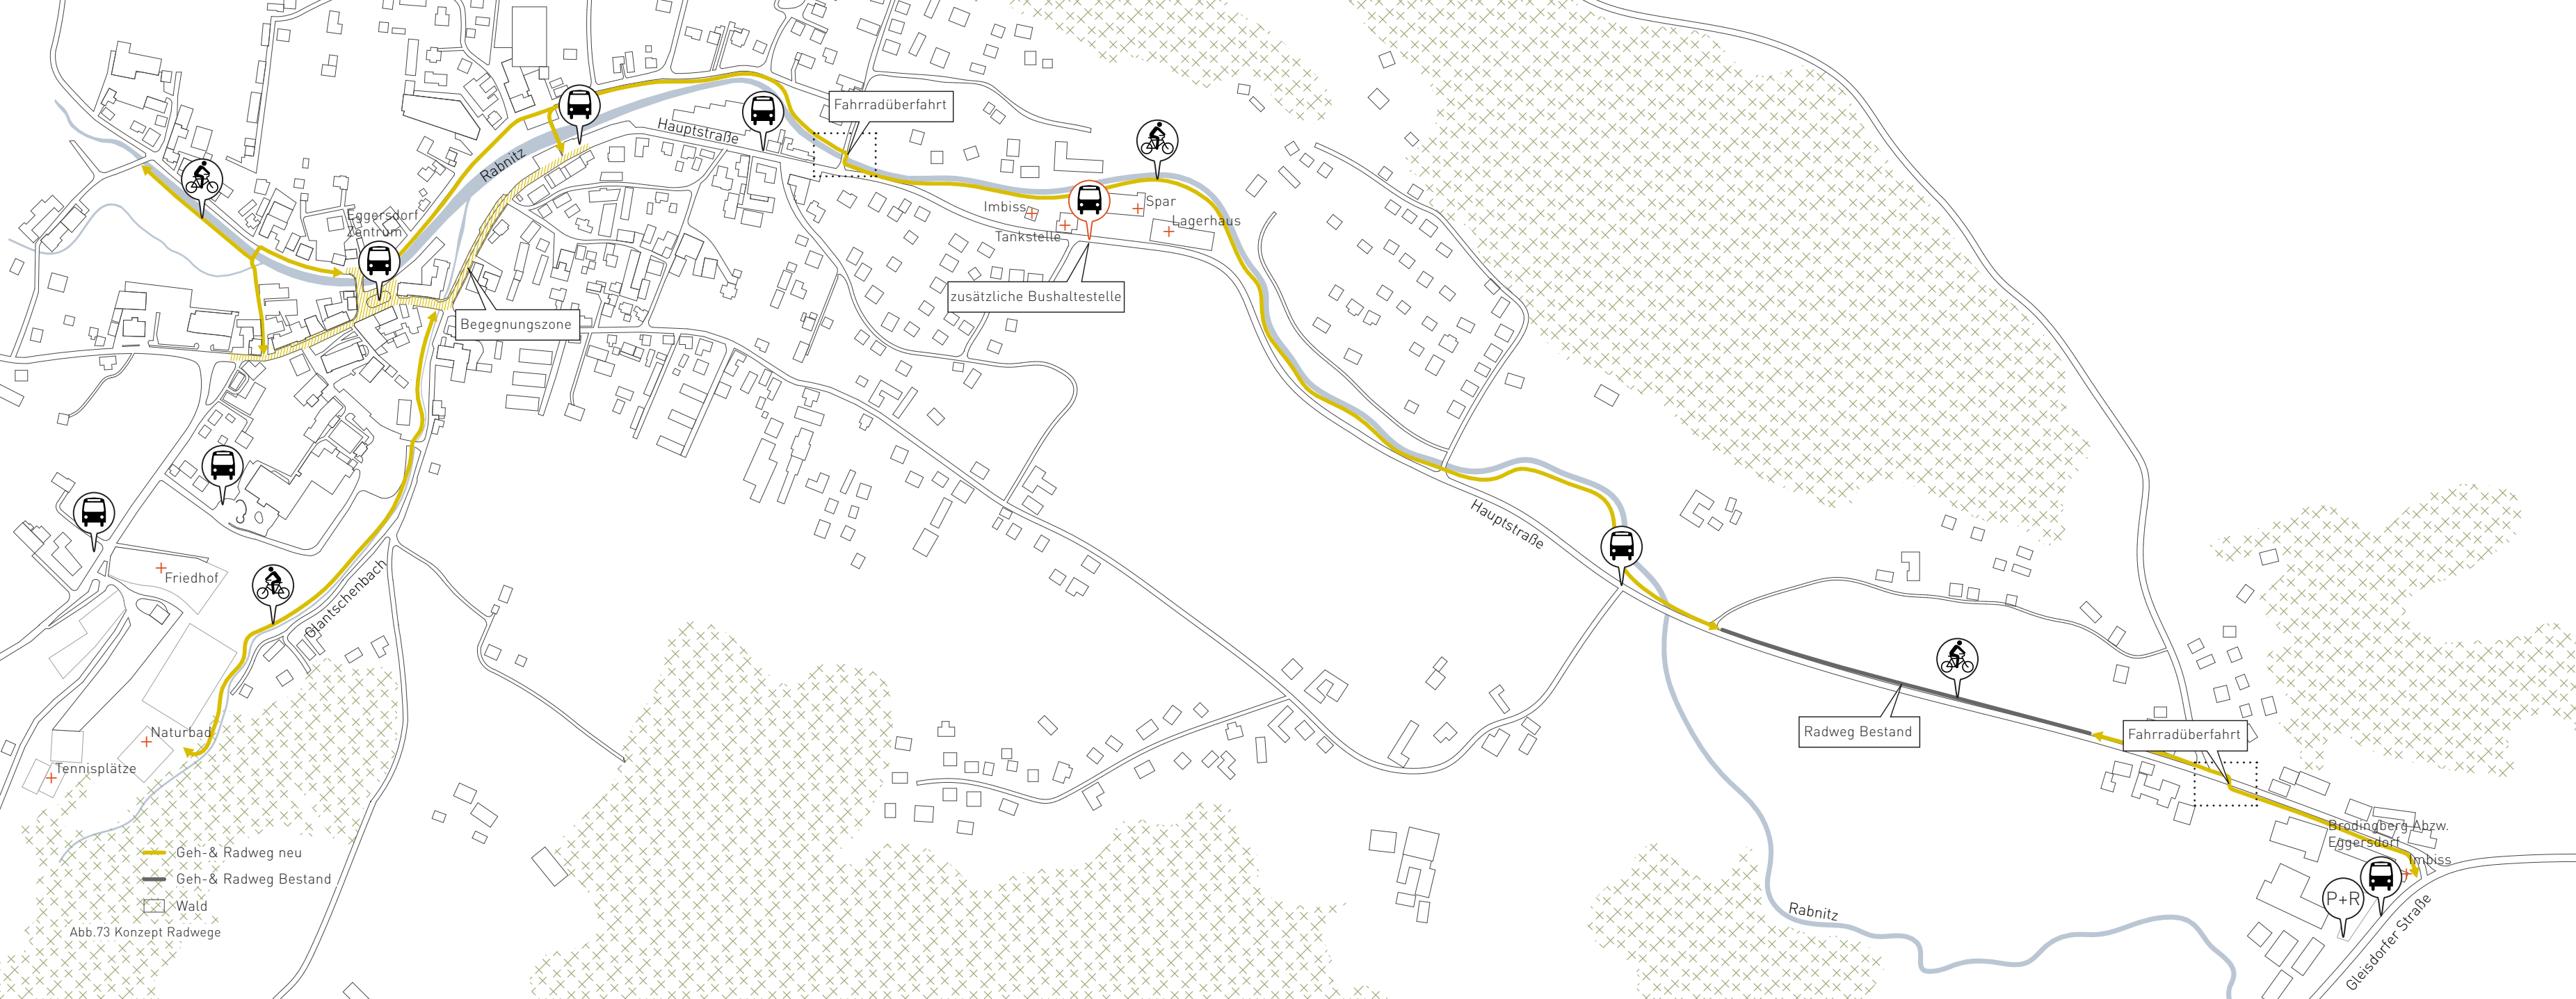 Fahrradüberfahrt
Hauptstraße
Rabnitz
Eggersdorf
Zentrum
Imbiss
Spar
Tankstelle
Lagerhaus
zusätzliche Bushaltestelle
Begegnungszone
Hauptstraße
Friedhof
Glantschenbach
Naturbad
Tennisplätze
Radweg Bestand
Fahrradüberfahrt
Brodingberg Abzw.
Eggersdorf
Imbiss
P+R
Gleisdorfer Straße
Rabnitz
Geh-& Radweg neu
Geh-& Radweg Bestand
Wald
Abb.73 Konzept Radwege